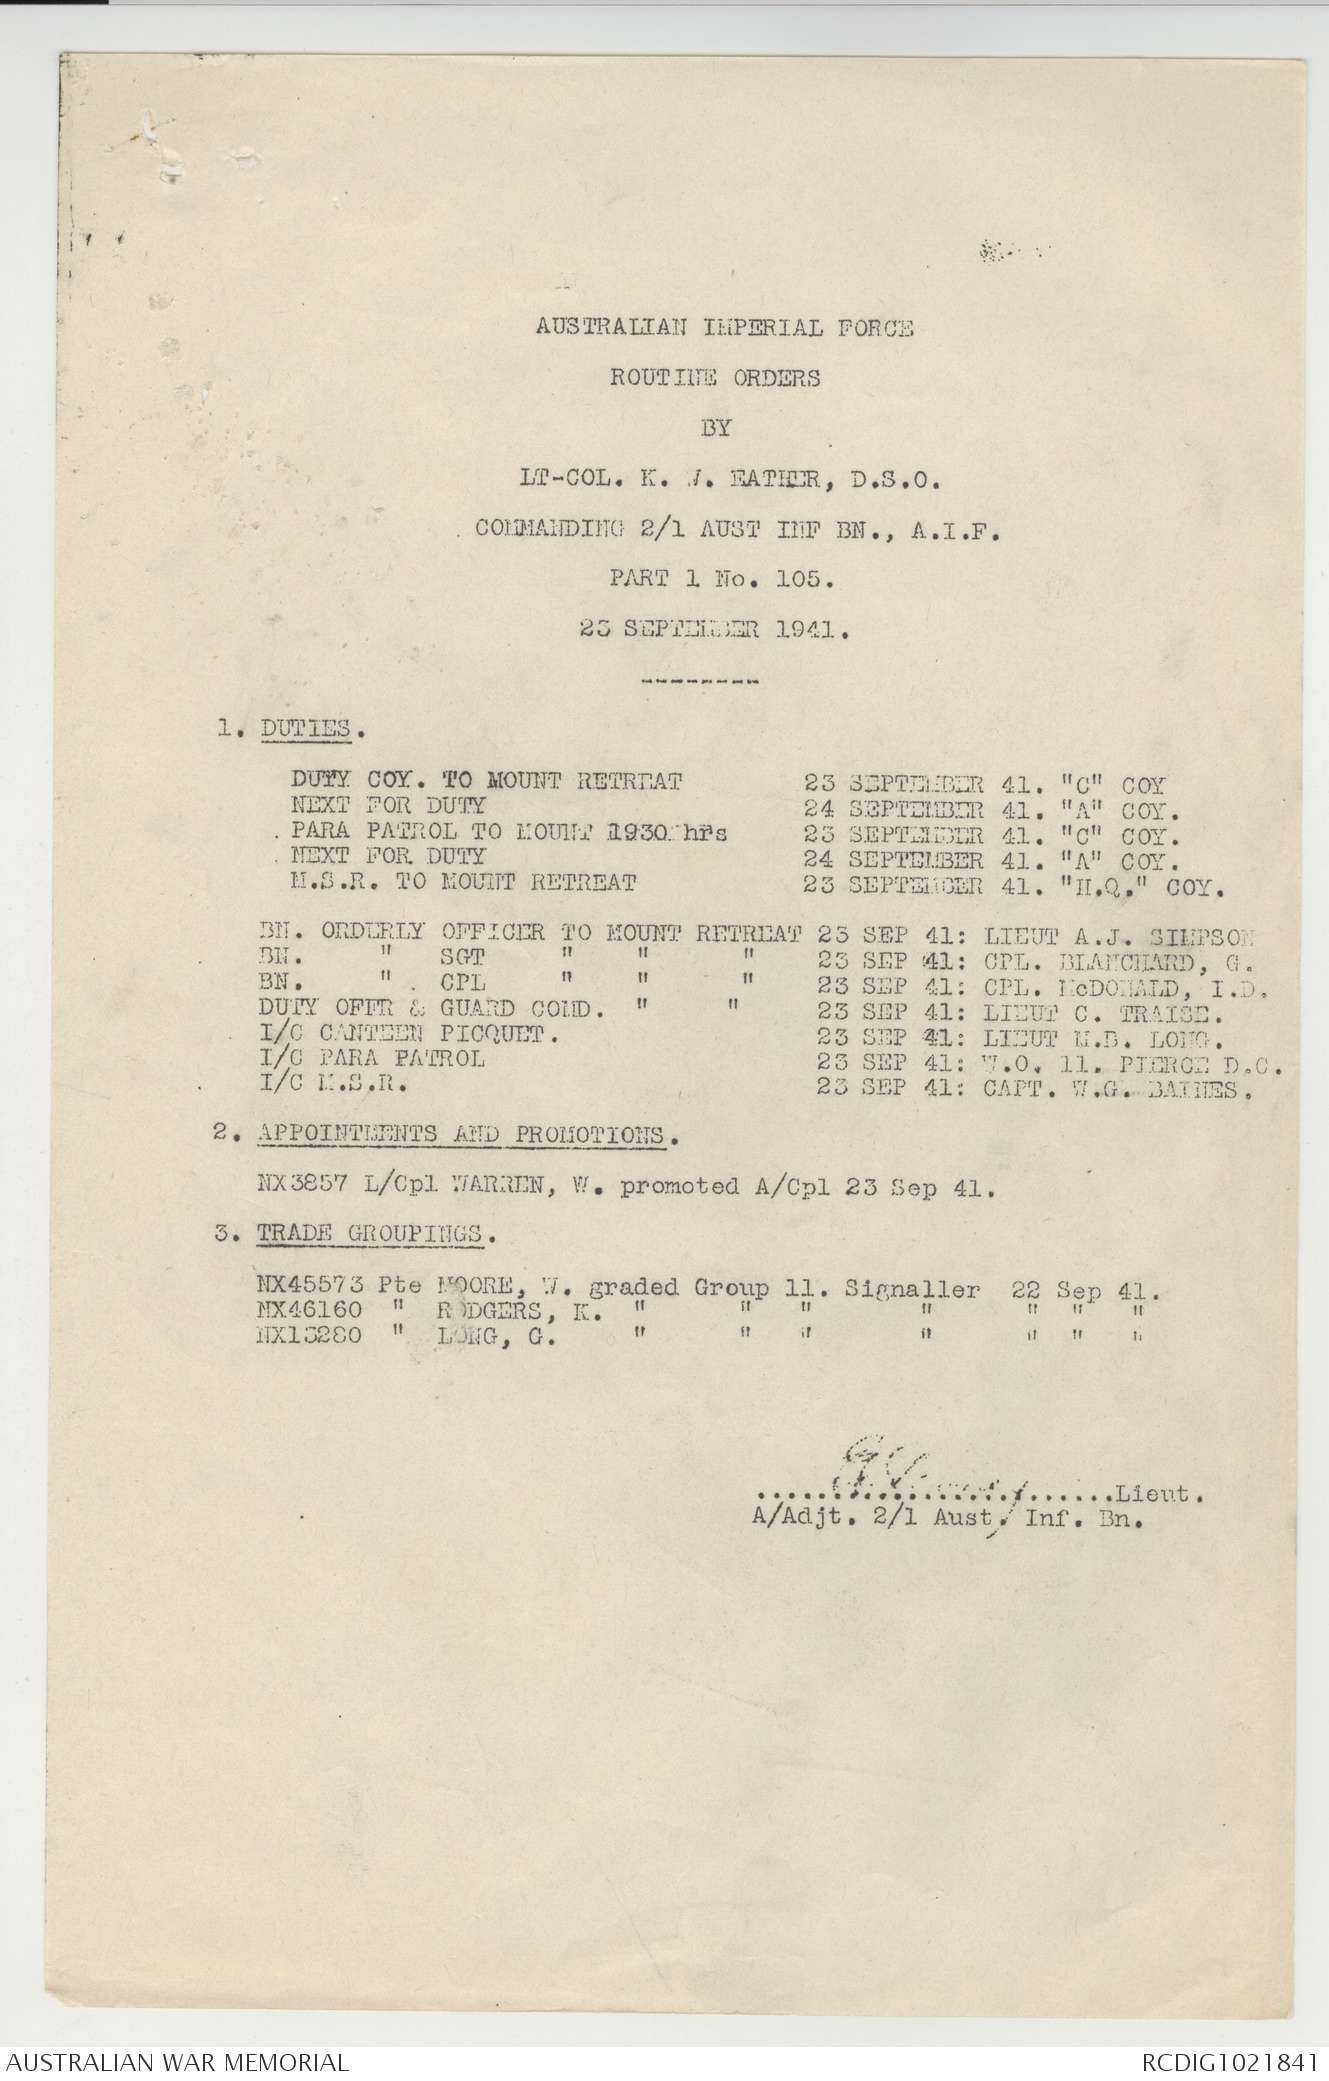 AUSTRALIAN IMPERIAL FORCE
ROUTINE ORDERS
BY
LT-COL. K. W. EATHER, D.S.O.
COMMANDING 2/1 AUST INF BN., A.I.F.
PART 1 No. 105.
23 SEPTEMBER 1941.
--------
1. DUTIES.
DUTY COY. TO MOUNT RETREAT 23 SEPTEMBER 41. "C" COY
NEXT FOR DUTY 24 SEPTEMBER 41. "A" COY.
PARA PATROL TO MOUNT 1930 hrs 23 SEPTEMBER 41. "C" COY.
NEXT FOR DUTY 24 SEPTEMBER 41. "A" COY.
M.S.R. TO MOUNT RETREAT 23 SEPTEMBER 41. "H.Q." COY.
BN. ORDERLY OFFICER TO MOUNT RETREAT 23 SEP 41: LIEUT A.J. SIMPSON
BN. " SGT " " " 23 SEP 41: CPL. BLANCHARD, G.
BN. " CPL " " " 23 SEP 41: CPL. McDONALD, I.D.
DUTY OFFR & GUARD COMD. " " 23 SEP 41: LIEUT C. TRAISE.
I/C CANTEEN PICQUET. 23 SEP 41: LIEUT M.B. LONG.
I/C PARA PATROL 23 SEP 41: W.O. 11. PIERCE D.C.
I/C M.S.R. 23 SEP 41: CAPT. W.G. BAINES.
2. APPOINTMENTS AND PROMOTIONS.
NX3857 L/Cpl WARREN, W. promoted A/Cpl 23 Sep 41.
3. TRADE GROUPINGS.
NX45573 Pte MOORE, W. graded Group 11. Signaller 22 Sep 41.
NX46160 " RODGERS, K. " " " " " " "
NX13280 " LONG, G. " " " " " " "
..............................Lieut.
A/Adjt. 2/1 Aust. Inf. Bn.
AUSTRALIAN WAR MEMORIAL
RCDIG1021841